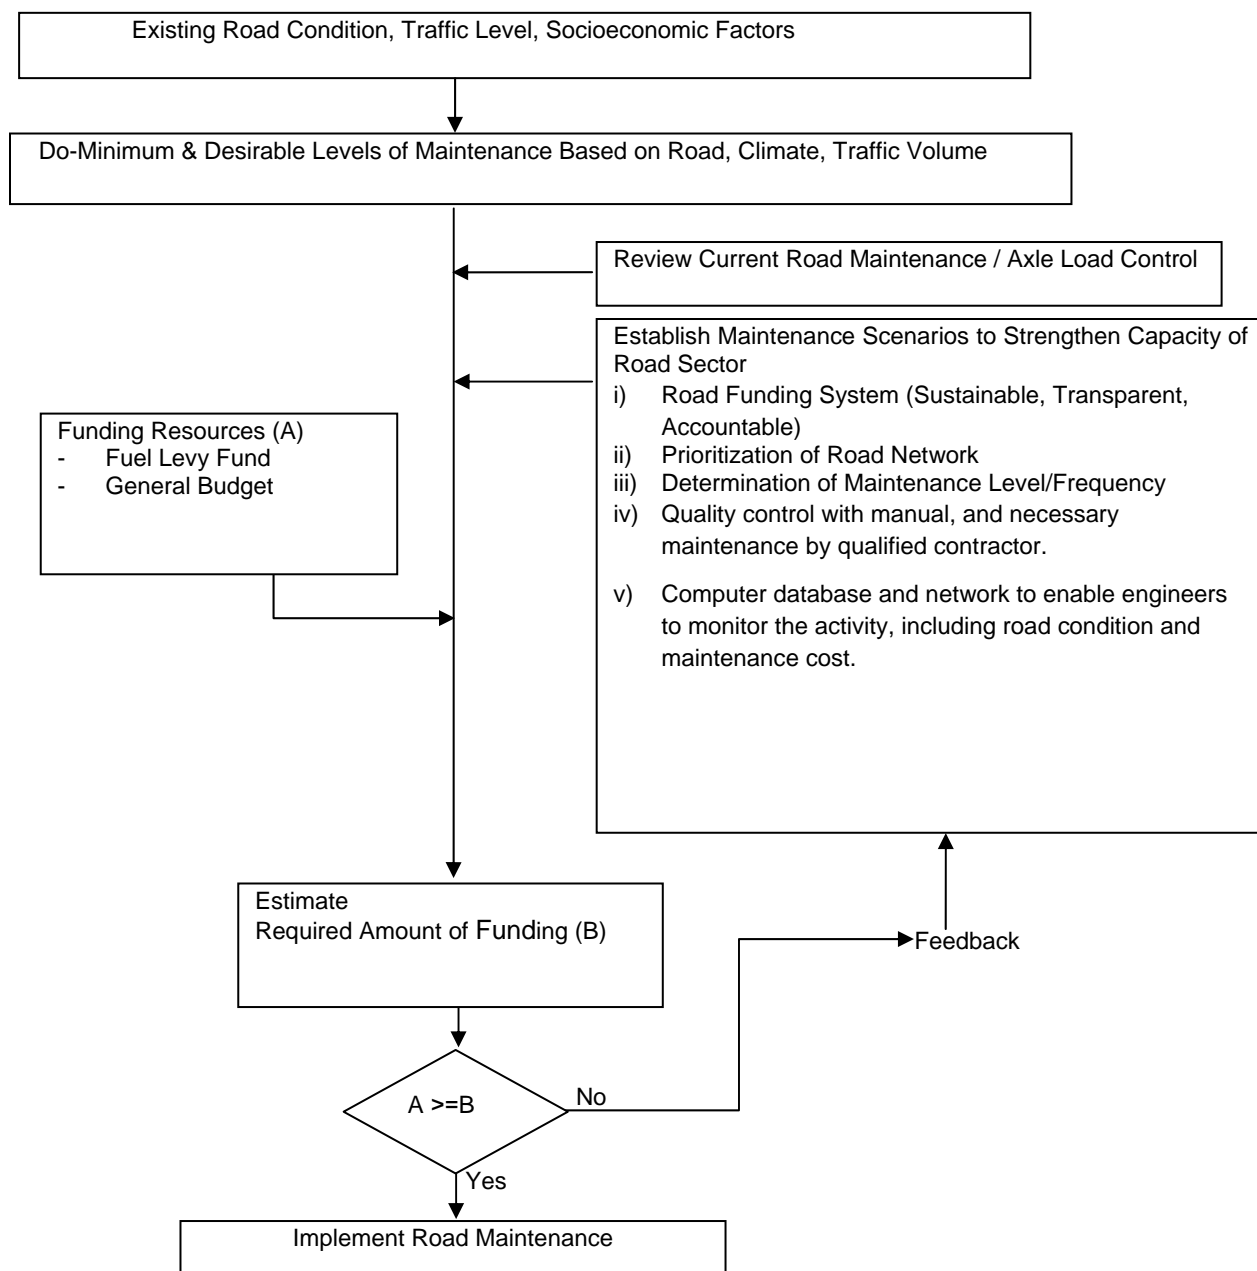 Existing Road Condition, Traffic Level, Socioeconomic Factors
Do-Minimum & Desirable Levels of Maintenance Based on Road, Climate, Traffic Volume
Review Current Road Maintenance / Axle Load Control
Establish Maintenance Scenarios to Strengthen Capacity of
Road Sector
i) Road Funding System (Sustainable, Transparent,
Accountable)
ii) Prioritization of Road Network
iii) Determination of Maintenance Level/Frequency
iv) Quality control with manual, and necessary
maintenance by qualified contractor.
v) Computer database and network to enable engineers
to monitor the activity, including road condition and
maintenance cost.
Funding Resources (A)
- Fuel Levy Fund
- General Budget
Estimate
Required Amount of Funding (B)
Feedback
A >=B
No
Yes
Implement Road Maintenance